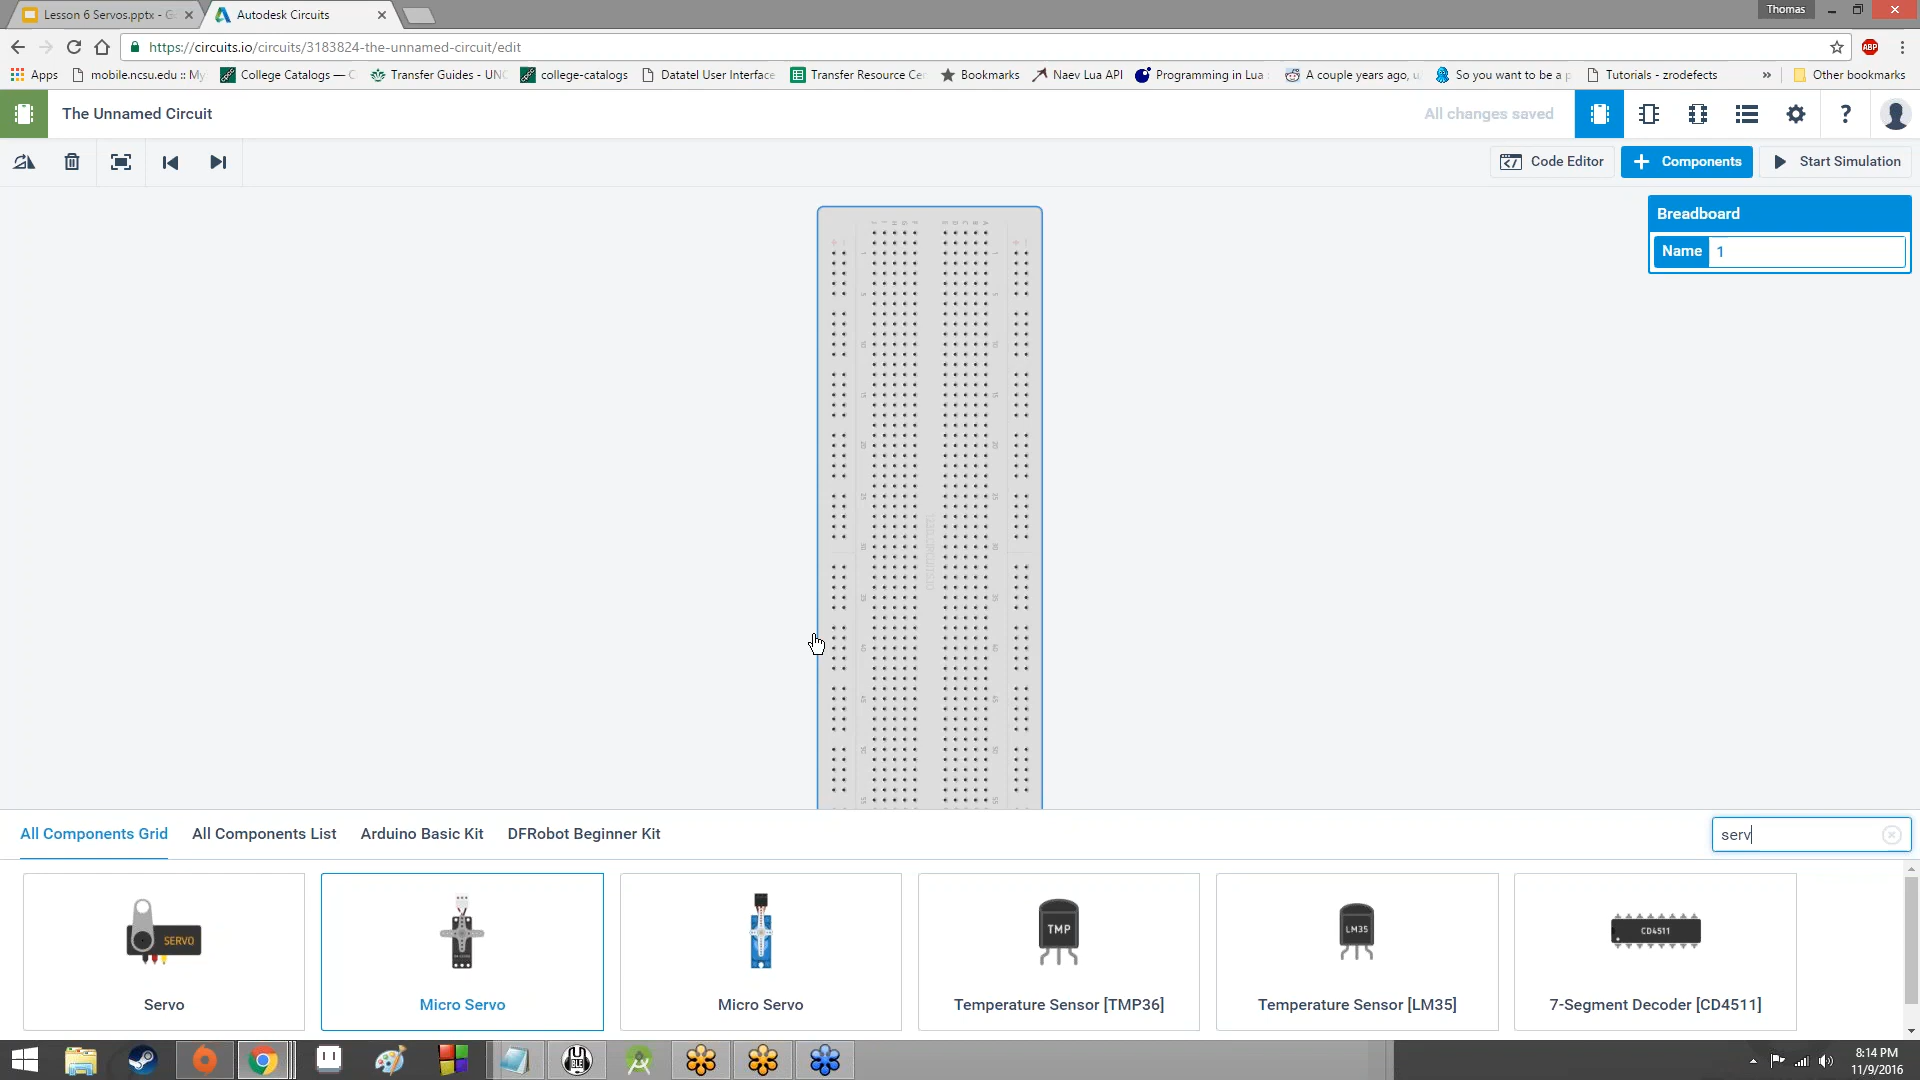 Lesson 6 Servos.pptx - G
Autodesk Circuits
Thomas
https://circuits.io/circuits/3183824-the-unnamed-circuit/edit
ABP
Apps
mobile.ncsu.edu :: My
College Catalogs —
Transfer Guides - UNC
college-catalogs
Datatel User Interface
Transfer Resource Ce
Bookmarks
Naev Lua API
Programming in Lua
A couple years ago,
So you want to be a p
Tutorials - zrodefects
»
Other bookmarks
The Unnamed Circuit
All changes saved
?
Code Editor
Components
Start Simulation
Breadboard
Name 1
All Components Grid
All Components List
Arduino Basic Kit
DFRobot Beginner Kit
serv
SERVO
TMP
LM35
CD4511
Servo
Micro Servo
Micro Servo
Temperature Sensor [TMP36]
Temperature Sensor [LM35]
7-Segment Decoder [CD4511]
8:14 PM
11/9/2016